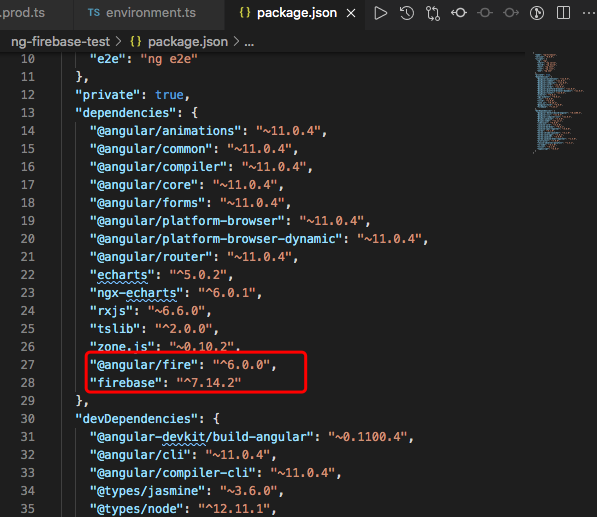 .prod.ts
TS environment.ts
{} package.json
ng-firebase-test > {} package.json > ...
10 "e2e": "ng e2e"
11 },
12 "private": true,
13 "dependencies": {
14 "@angular/animations": "~11.0.4",
15 "@angular/common": "~11.0.4",
16 "@angular/compiler": "~11.0.4",
17 "@angular/core": "~11.0.4",
18 "@angular/forms": "~11.0.4",
19 "@angular/platform-browser": "~11.0.4",
20 "@angular/platform-browser-dynamic": "~11.0.4",
21 "@angular/router": "~11.0.4",
22 "echarts": "^5.0.2",
23 "ngx-echarts": "^6.0.1",
24 "rxjs": "~6.6.0",
25 "tslib": "^2.0.0",
26 "zone.js": "~0.10.2",
27 "@angular/fire": "^6.0.0",
28 "firebase": "^7.14.2"
29 },
30 "devDependencies": {
31 "@angular-devkit/build-angular": "~0.1100.4",
32 "@angular/cli": "~11.0.4",
33 "@angular/compiler-cli": "~11.0.4",
34 "@types/jasmine": "~3.6.0",
35 "@types/node": "^12.11.1",